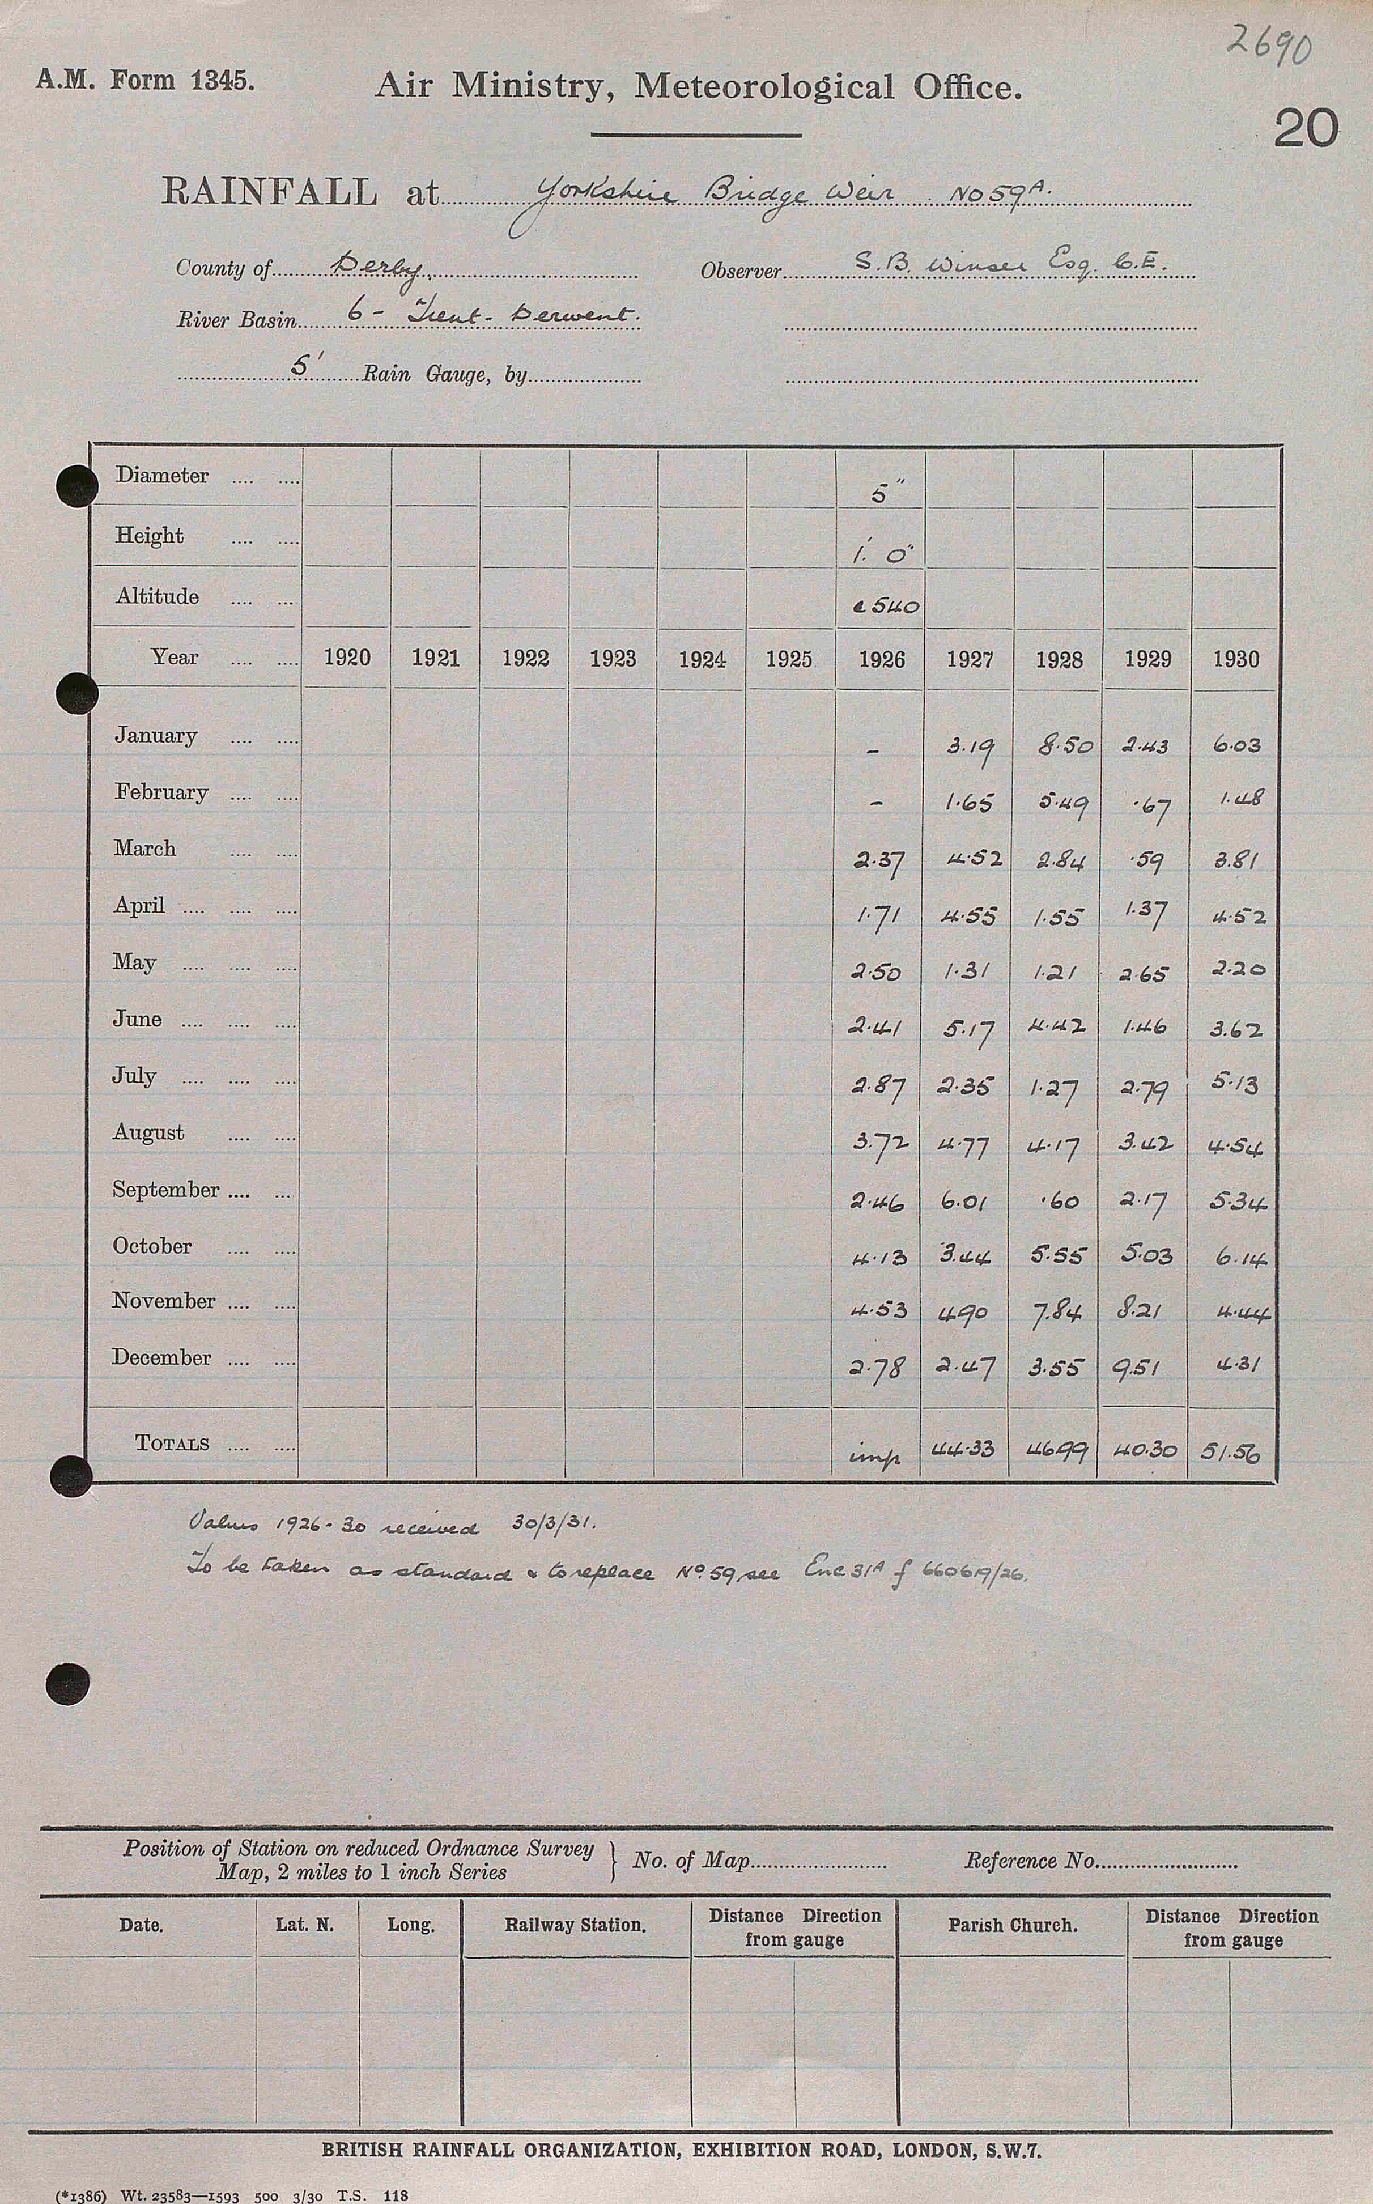 2690
A.M. Form 1345. Air Ministry, Meteorological Office.
20
RAINFALL at Yorkshire Bridge Weir No 59A.
County of Derby. Observer S.B. Winser Esq. C.E.
River Basin 6 - Trent - Derwent.
5' Rain Gauge, by
Diameter .... .... 5"
Height .... .... 1' 0"
Altitude .... ... c 540
Year .... .... 1920 1921 1922 1923 1924 1925 1926 1927 1928 1929 1930
January .... .... - 3.19 8.50 2.43 6.03
February .... .... - 1.65 5.49 .67 1.48
March .... .... 2.37 4.52 2.84 .59 3.81
April .... .... .... 1.71 4.55 1.55 1.37 4.52
May .... .... .... 2.50 1.31 1.21 2.65 2.20
June .... .... .... 2.41 5.17 4.42 1.46 3.62
July .... .... .... 2.87 2.35 1.27 2.79 5.13
August .... .... 3.72 4.77 4.17 3.42 4.54
September .... ... 2.46 6.01 .60 2.17 5.34
October .... .... 4.13 3.44 5.55 5.03 6.14
November .... .... 4.53 4.90 7.84 8.21 4.44
December .... .... 2.78 2.47 3.55 9.51 4.31
TOTALS .... .... imp 44.33 46.99 40.30 51.56
Values 1926-30 received 30/3/31.
To be taken as standard & to replace No. 59, see Enc 31A of 660619/26.
Position of Station on reduced Ordnance Survey
Map, 2 miles to 1 inch Series } No. of Map Reference No.
Date. Lat. N. Long. Railway Station. Distance Direction from gauge Parish Church. Distance Direction from gauge
BRITISH RAINFALL ORGANIZATION, EXHIBITION ROAD, LONDON, S.W.7.
(*1386) Wt. 23583—1593 500 3/30 T.S. 118